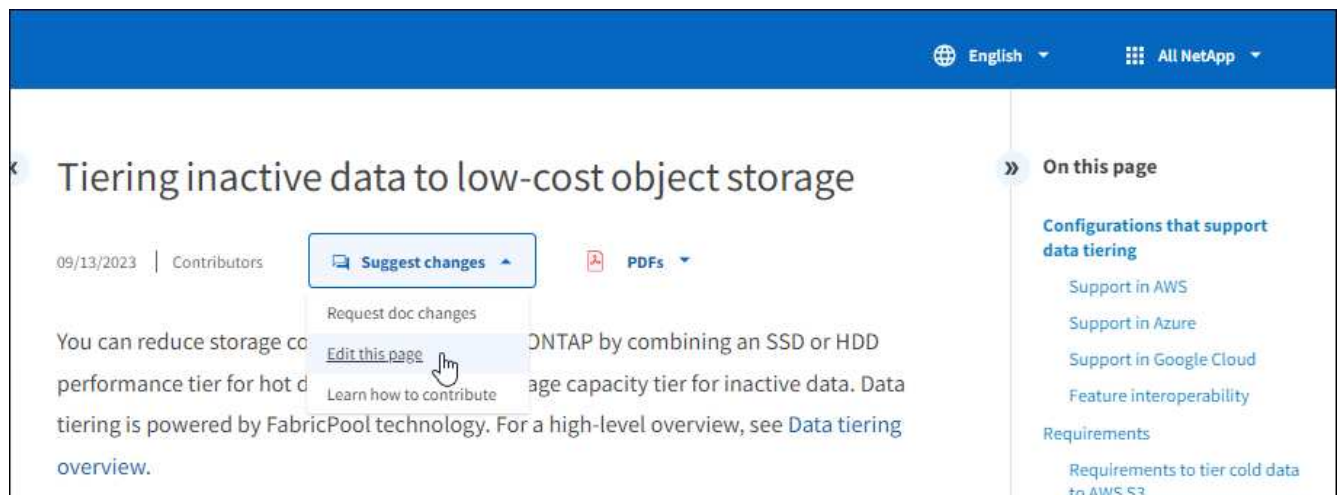 English
All NetApp
Tiering inactive data to low-cost object storage
09/13/2023 | Contributors
Suggest changes
PDFs
Request doc changes
Edit this page
Learn how to contribute
You can reduce storage co ONTAP by combining an SSD or HDD
performance tier for hot d age capacity tier for inactive data. Data
tiering is powered by FabricPool technology. For a high-level overview, see Data tiering
overview.
On this page
Configurations that support
data tiering
Support in AWS
Support in Azure
Support in Google Cloud
Feature interoperability
Requirements
Requirements to tier cold data
to AWS S3